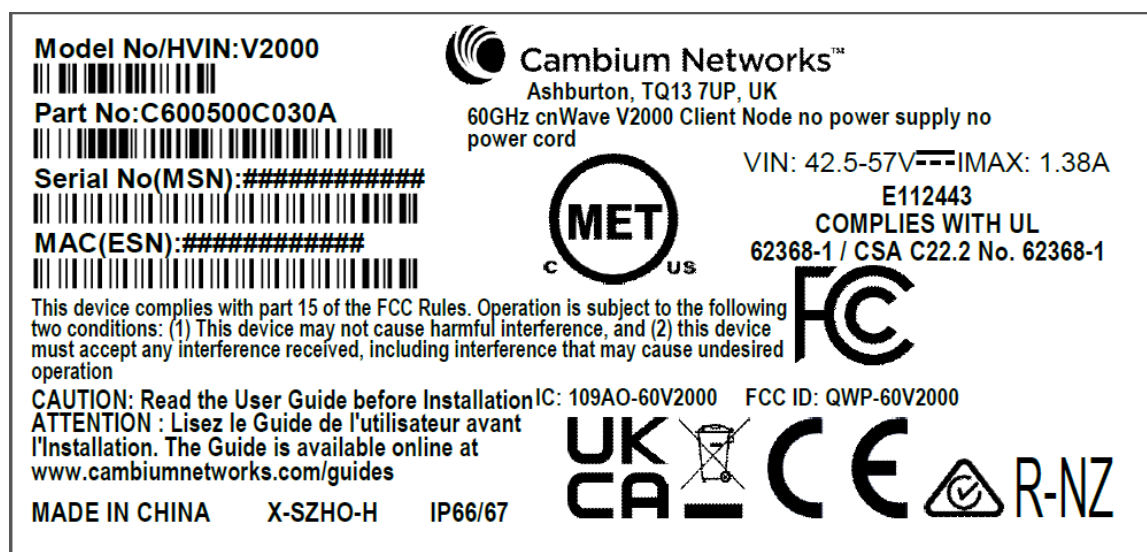 Model No/HVIN:V2000
Part No:C600500C030A
Serial No(MSN):############
MAC(ESN):############
Cambium Networks™
Ashburton, TQ13 7UP, UK
60GHz cnWave V2000 Client Node no power supply no
power cord
MET
C US
VIN: 42.5-57V IMAX: 1.38A
E112443
COMPLIES WITH UL
62368-1 / CSA C22.2 No. 62368-1
FC
This device complies with part 15 of the FCC Rules. Operation is subject to the following
two conditions: (1) This device may not cause harmful interference, and (2) this device
must accept any interference received, including interference that may cause undesired
operation
CAUTION: Read the User Guide before Installation
ATTENTION : Lisez le Guide de l'utilisateur avant
l'Installation. The Guide is available online at
www.cambiumnetworks.com/guides
IC: 109AO-60V2000 FCC ID: QWP-60V2000
UK
CA
CE
R-NZ
MADE IN CHINA X-SZHO-H IP66/67